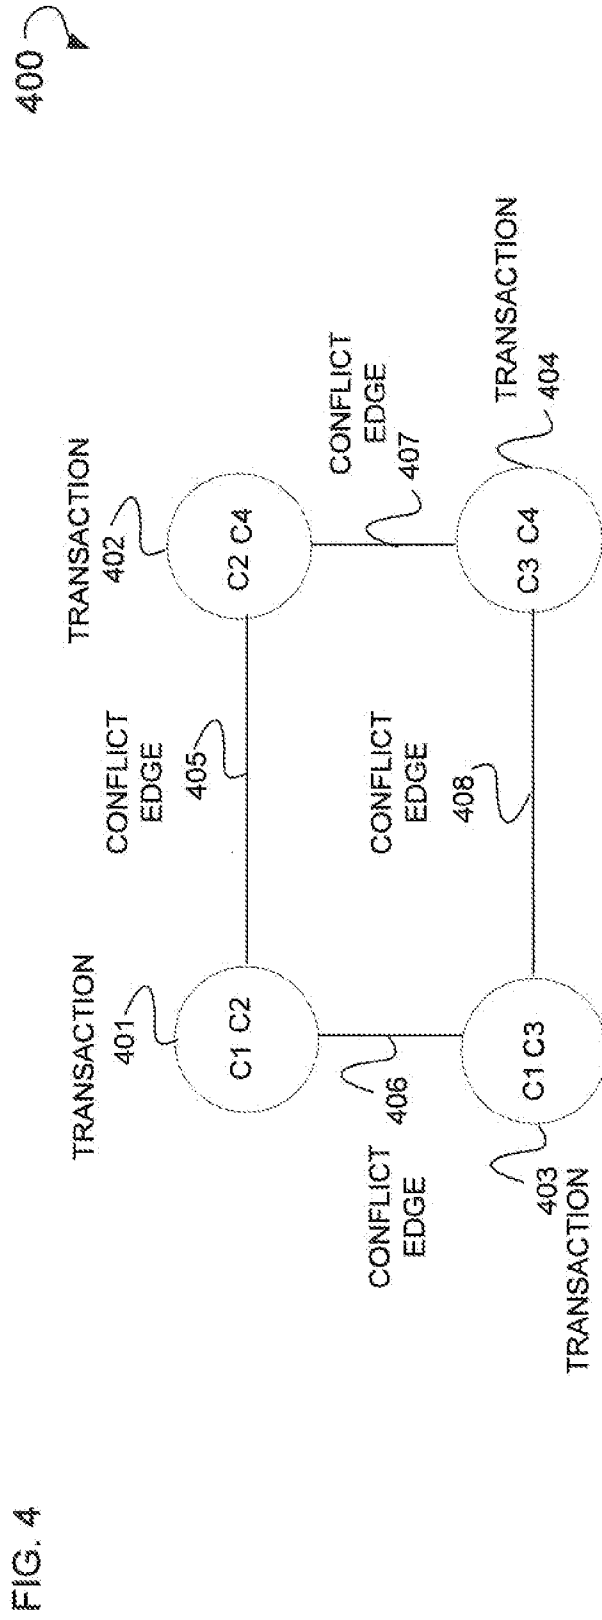 FIG. 4
400
TRANSACTION
401
CONFLICT
EDGE
405
TRANSACTION
402
C1 C2
C2 C4
CONFLICT
EDGE
406
CONFLICT
EDGE
408
CONFLICT
EDGE
407
C1 C3
C3 C4
403
TRANSACTION
TRANSACTION
404